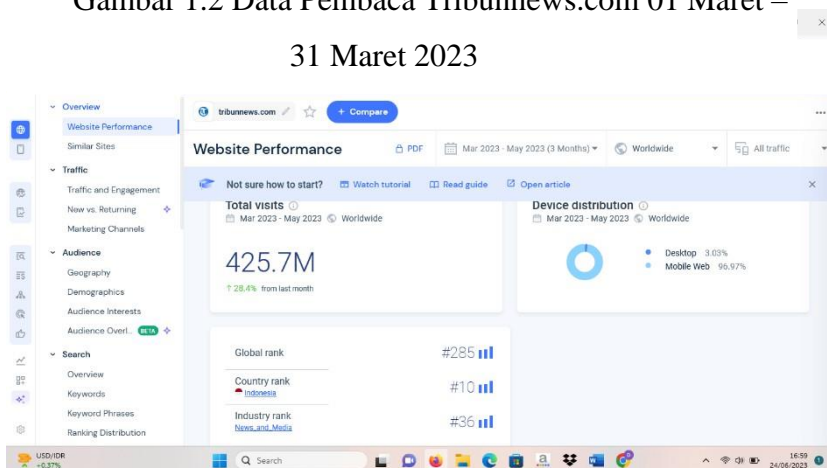 Gambar 1.2 Data Pembaca Tribunnews.com 01 Maret –
31 Maret 2023
Overview
Website Performance
Similar Sites
Traffic
Traffic and Engagement
New vs. Returning
Marketing Channels
Audience
Geography
Demographics
Audience Interests
Audience Overl... BETA
Search
Overview
Keywords
Keyword Phrases
Ranking Distribution
tribunnews.com
+ Compare
Website Performance
PDF
Mar 2023 - May 2023 (3 Months)
Worldwide
All traffic
Not sure how to start? Watch tutorial Read guide Open article
Total visits
Mar 2023 - May 2023 Worldwide
425.7M
↑ 28.4% from last month
Device distribution
Mar 2023 - May 2023 Worldwide
Desktop 3.03%
Mobile Web 96.97%
Global rank #285
Country rank #10
Indonesia
Industry rank #36
News_and_Media
USD/IDR
+0.37%
Search
16:59
24/06/2023